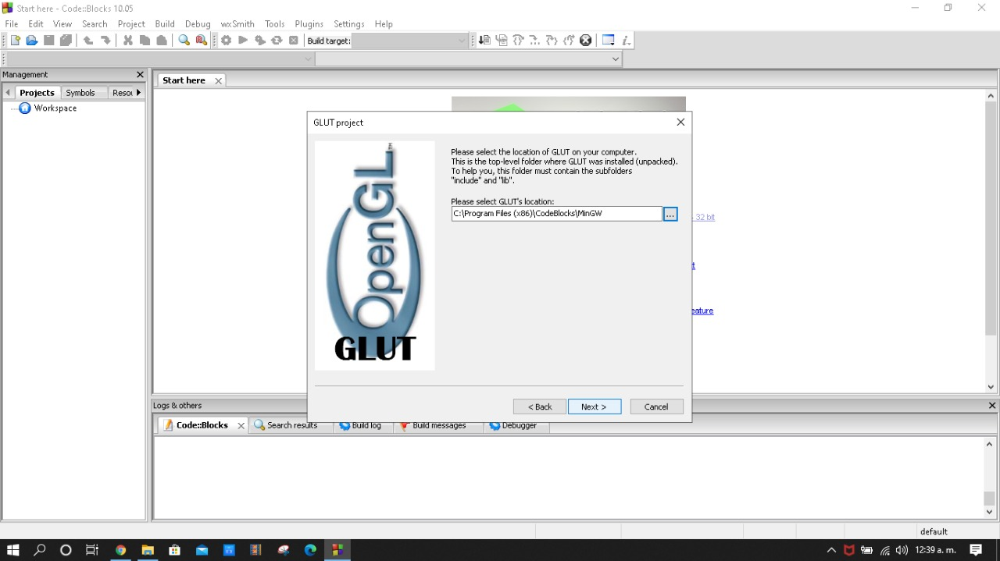 Start here - Code::Blocks 10.05
File Edit View Search Project Build Debug wxSmith Tools Plugins Settings Help
Build target:
Management
Projects Symbols Resou
Workspace
Start here
GLUT project
Please select the location of GLUT on your computer.
This is the top-level folder where GLUT was installed (unpacked).
To help you, this folder must contain the subfolders
"include" and "lib".
Please select GLUT's location:
C:\Program Files (x86)\CodeBlocks\MinGW
...
OpenGL
GLUT
- 32 bit
eature
< Back Next > Cancel
Logs & others
Code::Blocks Search results Build log Build messages Debugger
default
12:39 a. m.